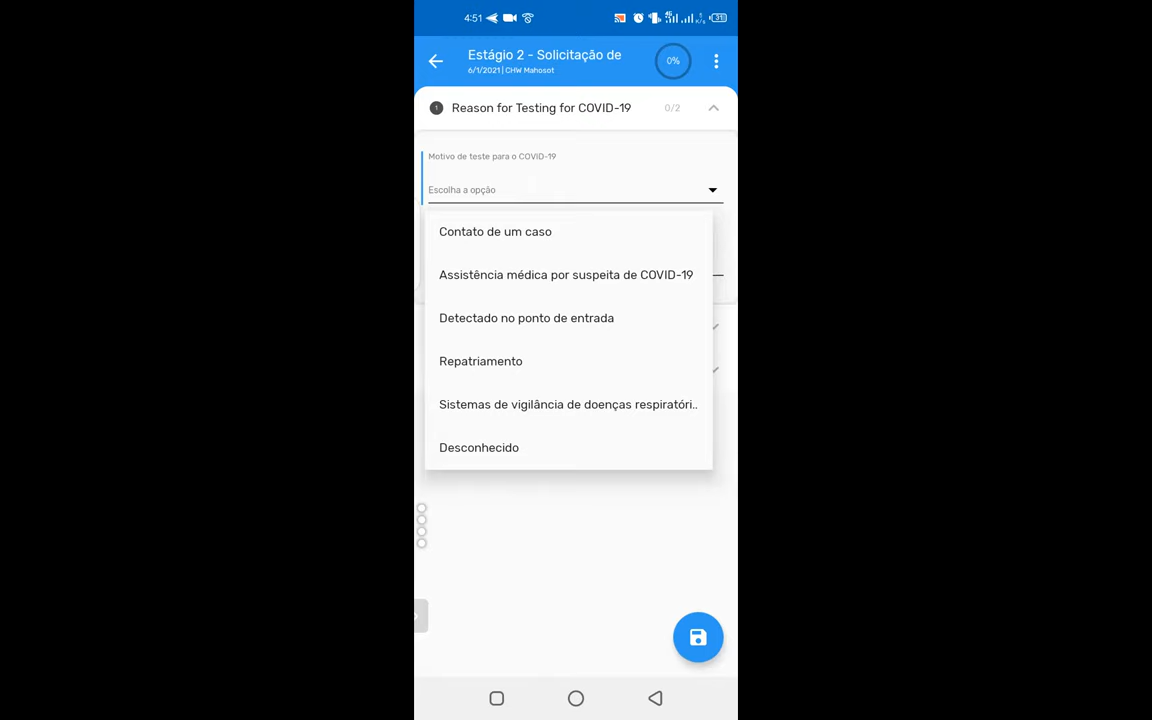 4:51
4G
31
Estágio 2 - Solicitação de
6/1/2021 | CHW Mahosot
0%
1 Reason for Testing for COVID-19 0/2
Motivo de teste para o COVID-19
Escolha a opção
Contato de um caso
Assistência médica por suspeita de COVID-19
Detectado no ponto de entrada
Repatriamento
Sistemas de vigilância de doenças respiratóri..
Desconhecido